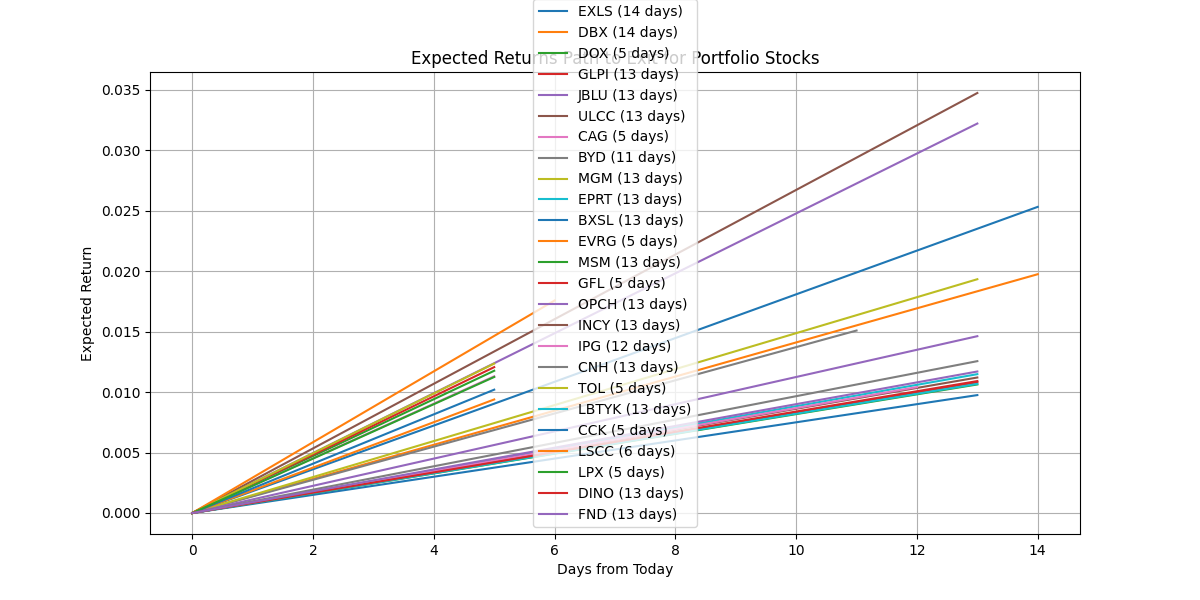 Expected Returns Path to Exit for Portfolio Stocks
EXLS (14 days)
DBX (14 days)
DOX (5 days)
GLPI (13 days)
JBLU (13 days)
ULCC (13 days)
CAG (5 days)
BYD (11 days)
MGM (13 days)
EPRT (13 days)
BXSL (13 days)
EVRG (5 days)
MSM (13 days)
GFL (5 days)
OPCH (13 days)
INCY (13 days)
IPG (12 days)
CNH (13 days)
TOL (5 days)
LBTYK (13 days)
CCK (5 days)
LSCC (6 days)
LPX (5 days)
DINO (13 days)
FND (13 days)
Expected Return
0.035
0.030
0.025
0.020
0.015
0.010
0.005
0.000
0
2
4
6
8
10
12
14
Days from Today